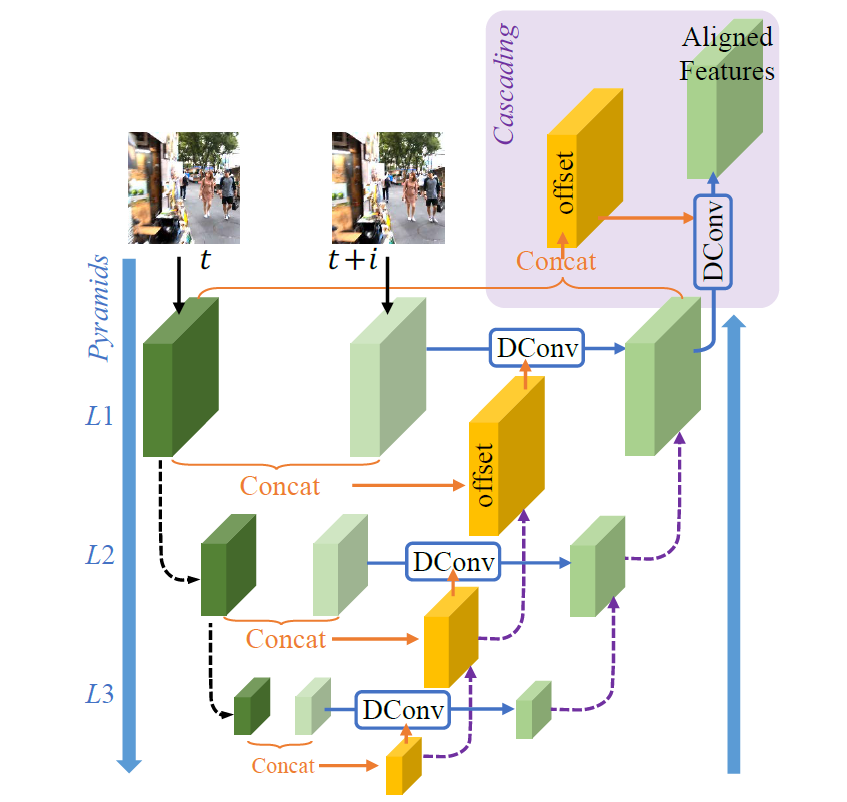 Cascading
Aligned
Features
offset
DConv
Concat
t
t+i
Pyramids
DConv
L1
offset
Concat
L2
DConv
Concat
L3
DConv
Concat